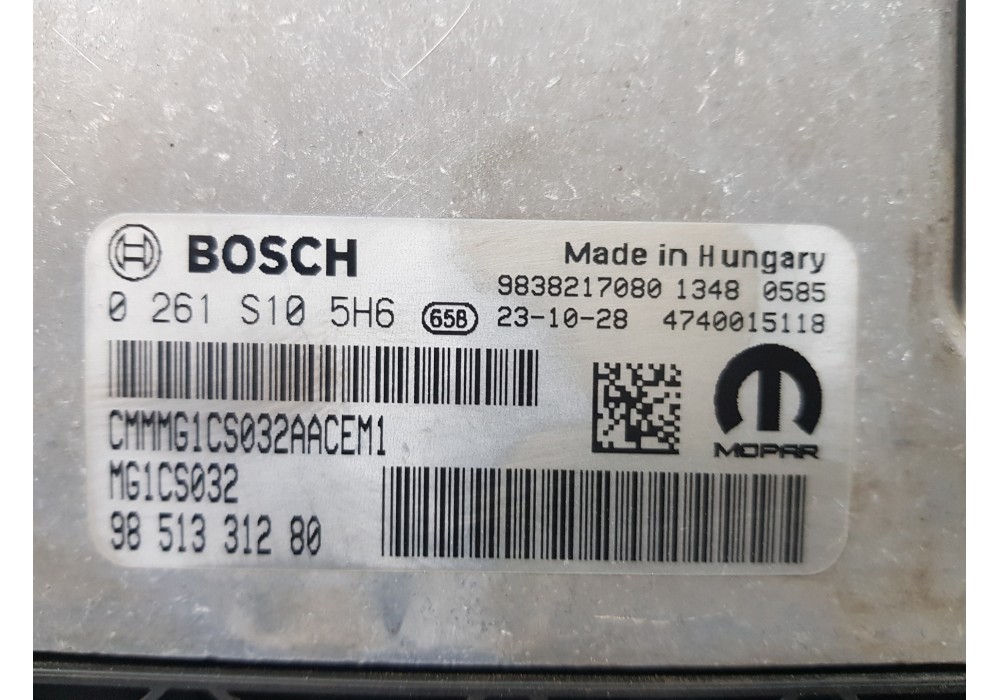 BOSCH
Made in Hungary
9838217080 1348 0585
0 261 S10 5H6 65B 23-10-28 4740015118
CMMMG1CS032AACEM1
MOPAR
MG1CS032
98 513 312 80